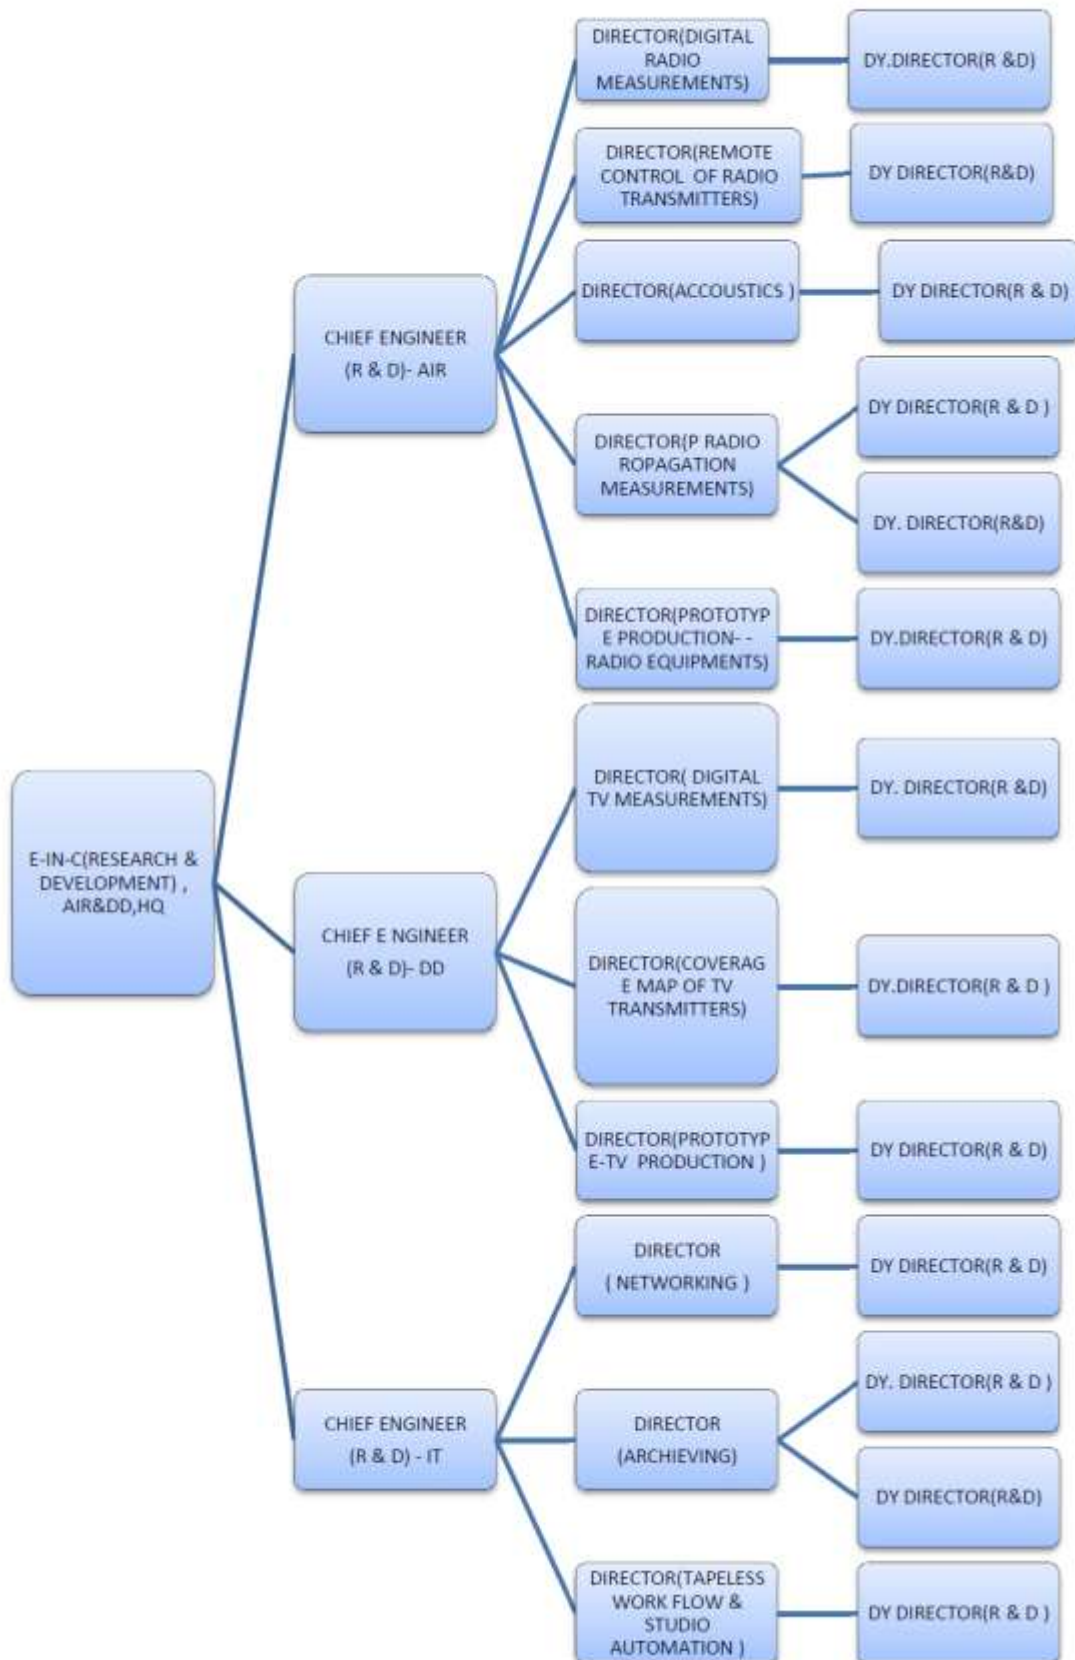 DIRECTOR(DIGITAL
RADIO
MEASUREMENTS)
DY.DIRECTOR(R &D)
DIRECTOR(REMOTE
CONTROL OF RADIO
TRANSMITTERS)
DY DIRECTOR(R&D)
DIRECTOR(ACCOUSTICS )
DY DIRECTOR(R & D)
CHIEF ENGINEER
(R & D)- AIR
DIRECTOR(P RADIO
ROPAGATION
MEASUREMENTS)
DY DIRECTOR(R & D )
DY. DIRECTOR(R&D)
DIRECTOR(PROTOTYP
E PRODUCTION- -
RADIO EQUIPMENTS)
DY.DIRECTOR(R & D)
E-IN-C(RESEARCH &
DEVELOPMENT) ,
AIR&DD,HQ
CHIEF E NGINEER
(R & D)- DD
DIRECTOR( DIGITAL
TV MEASUREMENTS)
DY. DIRECTOR(R &D)
DIRECTOR(COVERAG
E MAP OF TV
TRANSMITTERS)
DY.DIRECTOR(R & D )
DIRECTOR(PROTOTYP
E-TV PRODUCTION )
DY DIRECTOR(R & D)
CHIEF ENGINEER
(R & D) - IT
DIRECTOR
( NETWORKING )
DY DIRECTOR(R & D)
DIRECTOR
(ARCHIEVING)
DY. DIRECTOR(R & D )
DY DIRECTOR(R&D)
DIRECTOR(TAPELESS
WORK FLOW &
STUDIO
AUTOMATION )
DY DIRECTOR(R & D )